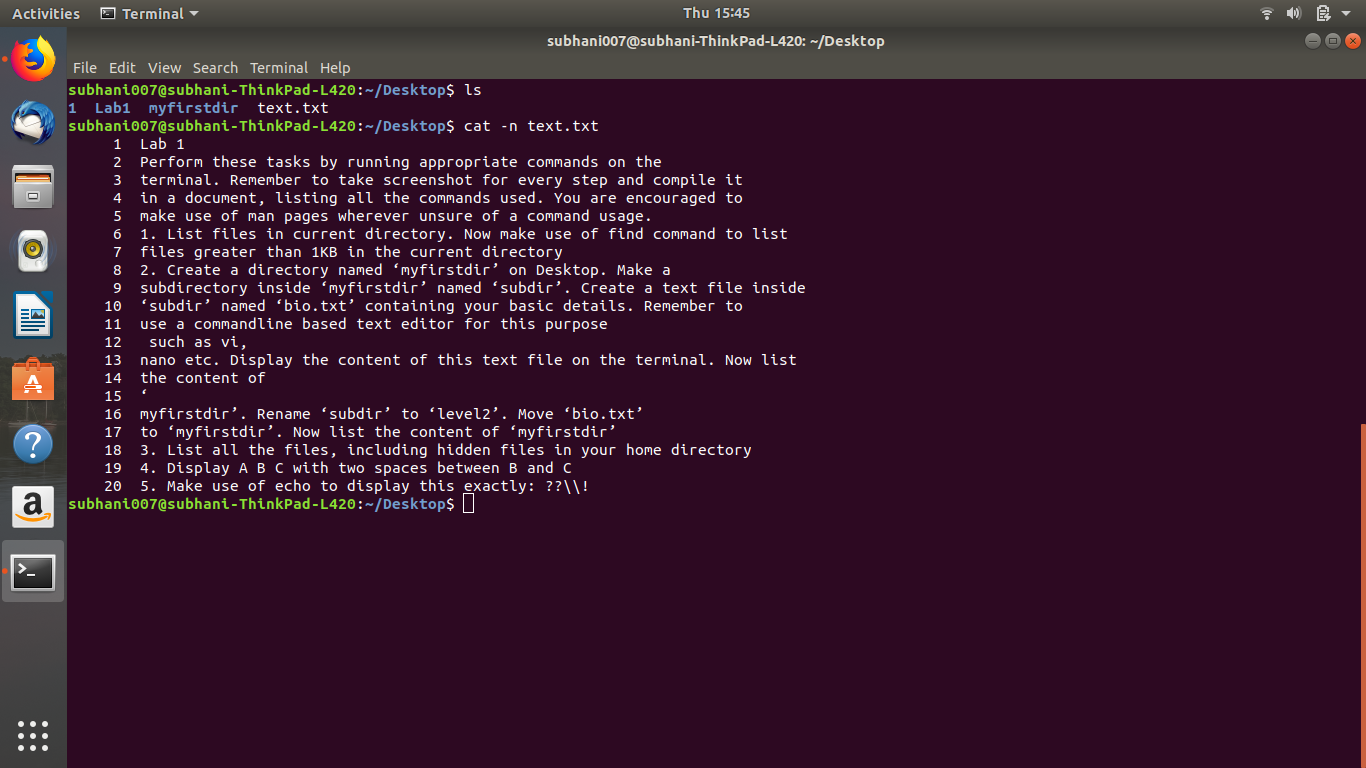 Activities Terminal Thu 15:45
subhani007@subhani-ThinkPad-L420: ~/Desktop
File Edit View Search Terminal Help
subhani007@subhani-ThinkPad-L420:~/Desktop$ ls
1  Lab1  myfirstdir  text.txt
subhani007@subhani-ThinkPad-L420:~/Desktop$ cat -n text.txt
     1  Lab 1
     2  Perform these tasks by running appropriate commands on the
     3  terminal. Remember to take screenshot for every step and compile it
     4  in a document, listing all the commands used. You are encouraged to
     5  make use of man pages wherever unsure of a command usage.
     6  1. List files in current directory. Now make use of find command to list
     7  files greater than 1KB in the current directory
     8  2. Create a directory named ‘myfirstdir’ on Desktop. Make a
     9  subdirectory inside ‘myfirstdir’ named ‘subdir’. Create a text file inside
    10  ‘subdir’ named ‘bio.txt’ containing your basic details. Remember to
    11  use a commandline based text editor for this purpose
    12   such as vi,
    13  nano etc. Display the content of this text file on the terminal. Now list
    14  the content of
    15  ‘
    16  myfirstdir’. Rename ‘subdir’ to ‘level2’. Move ‘bio.txt’
    17  to ‘myfirstdir’. Now list the content of ‘myfirstdir’
    18  3. List all the files, including hidden files in your home directory
    19  4. Display A B C with two spaces between B and C
    20  5. Make use of echo to display this exactly: ??\\!
subhani007@subhani-ThinkPad-L420:~/Desktop$